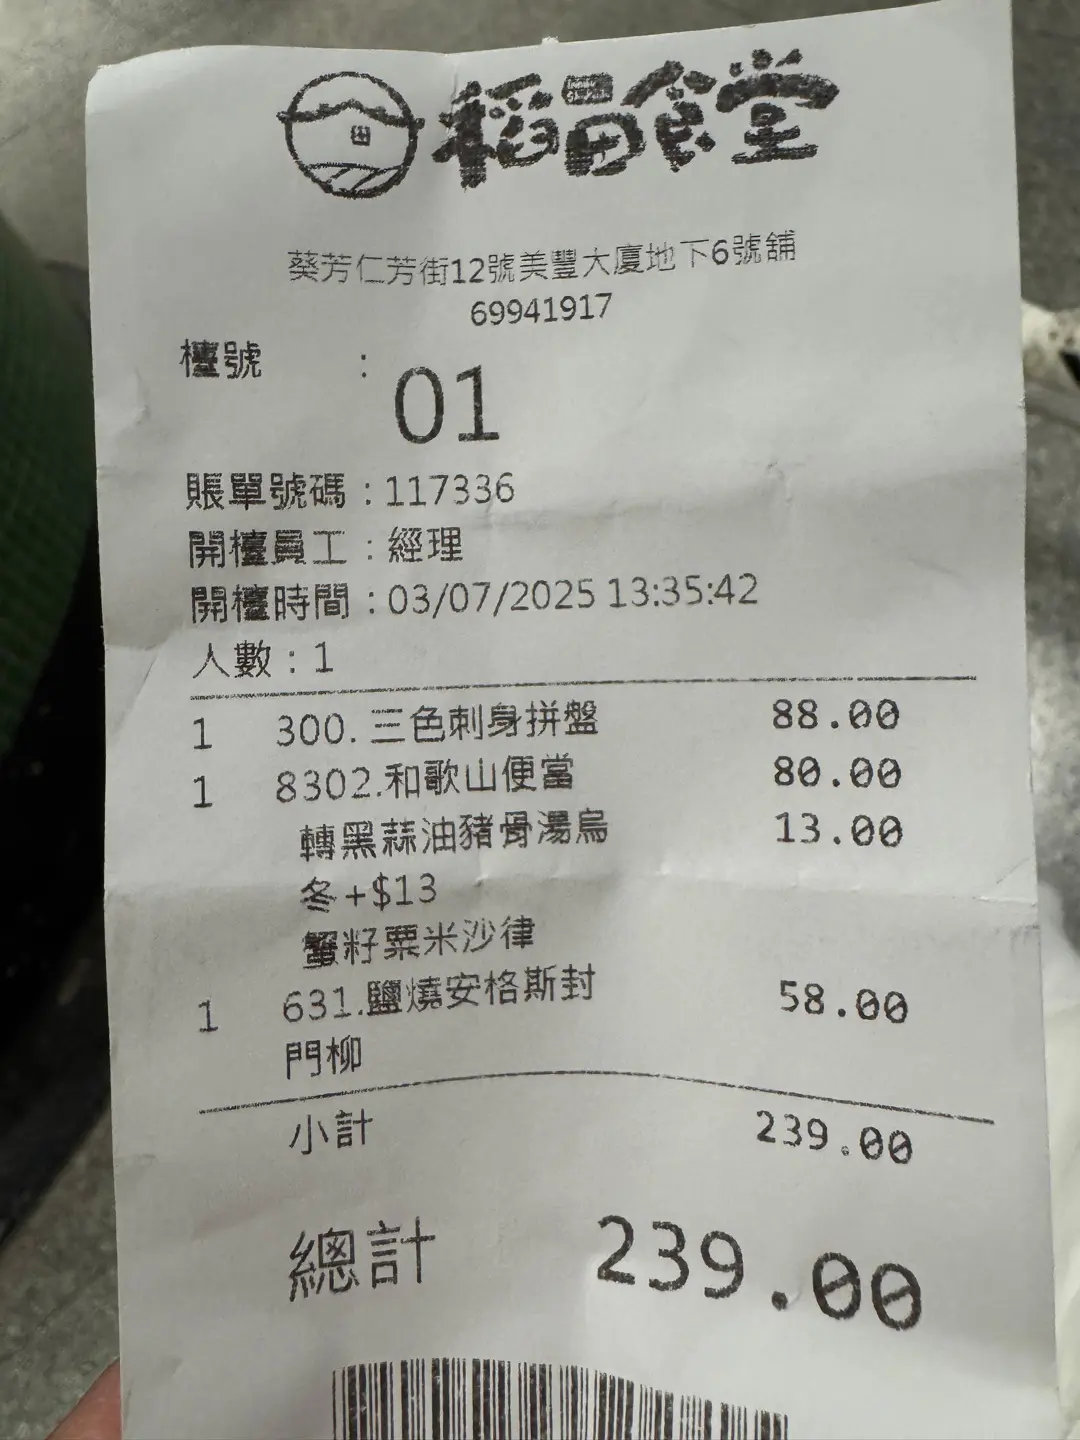 稻田食堂
葵芳仁芳街12號美豐大廈地下6號舖
69941917
檯號 : 01
賬單號碼 : 117336
開檯員工 : 經理
開檯時間 : 03/07/2025 13:35:42
人數 : 1
1 300. 三色刺身拼盤 88.00
1 8302.和歌山便當 80.00
轉黑蒜油豬骨湯烏 13.00
冬+$13
蟹籽粟米沙律
1 631.鹽燒安格斯封 58.00
門柳
小計 239.00
總計 239.00